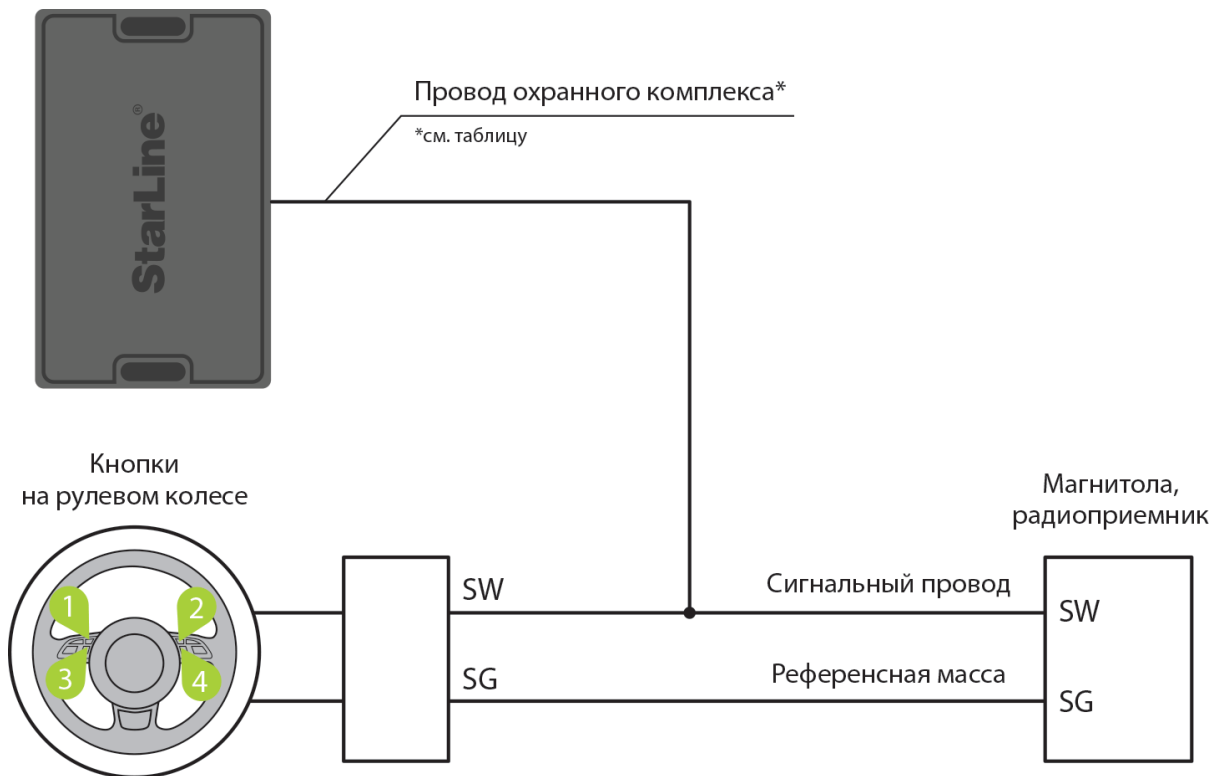 StarLine®
Провод охранного комплекса*
*см. таблицу
Кнопки
на рулевом колесе
1
2
3
4
SW
SG
Сигнальный провод
Референсная масса
Магнитола,
радиоприемник
SW
SG